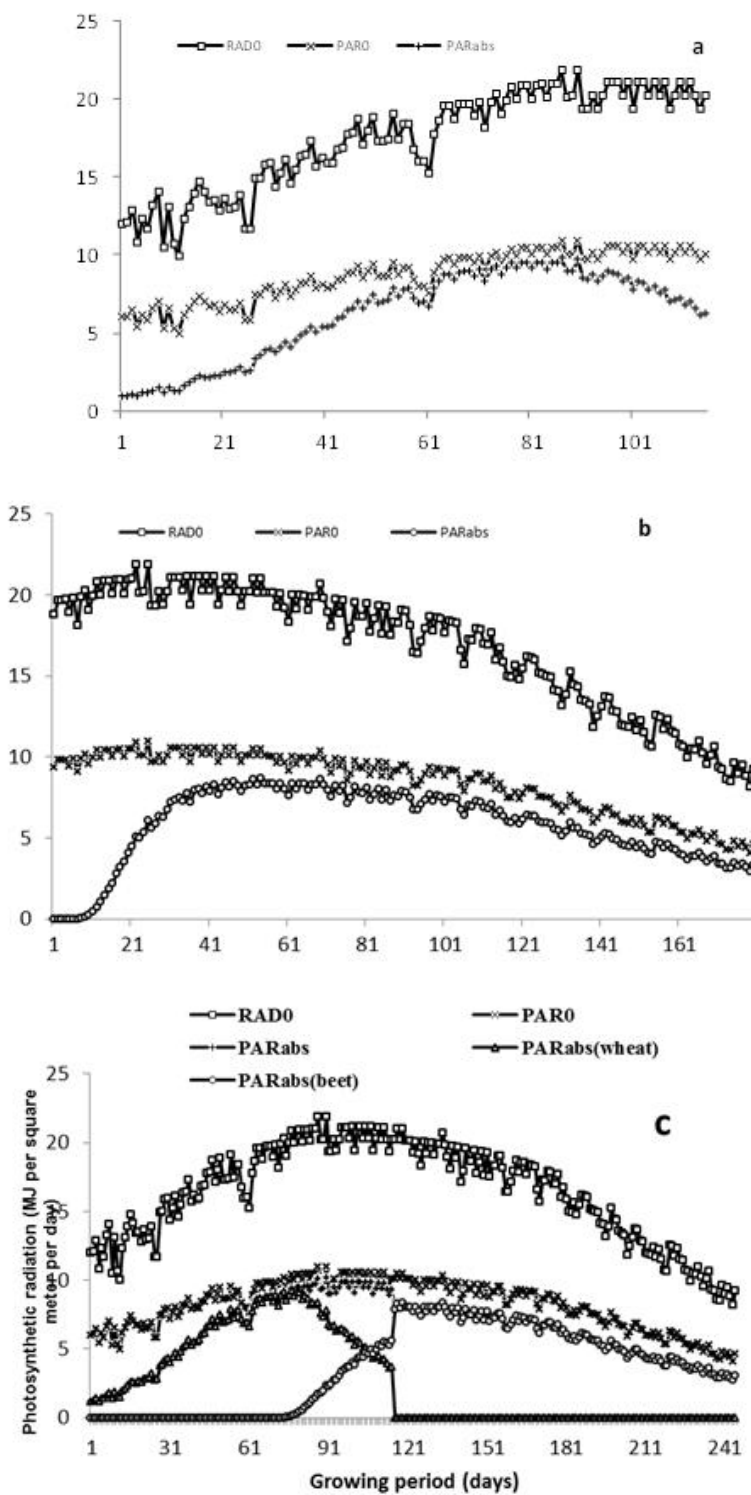 25
RAD0 PAR0 PARabs a
20
15
10
5
0
1 21 41 61 81 101
25
RAD0 PAR0 PARabs b
20
15
10
5
0
1 21 41 61 81 101 121 141 161
RAD0 PAR0
PARabs PARabs(wheat)
PARabs(beet)
25
C
20
15
10
5
0
Photosynthetic radiation (MJ per square
meter per day)
1 31 61 91 121 151 181 211 241
Growing period (days)